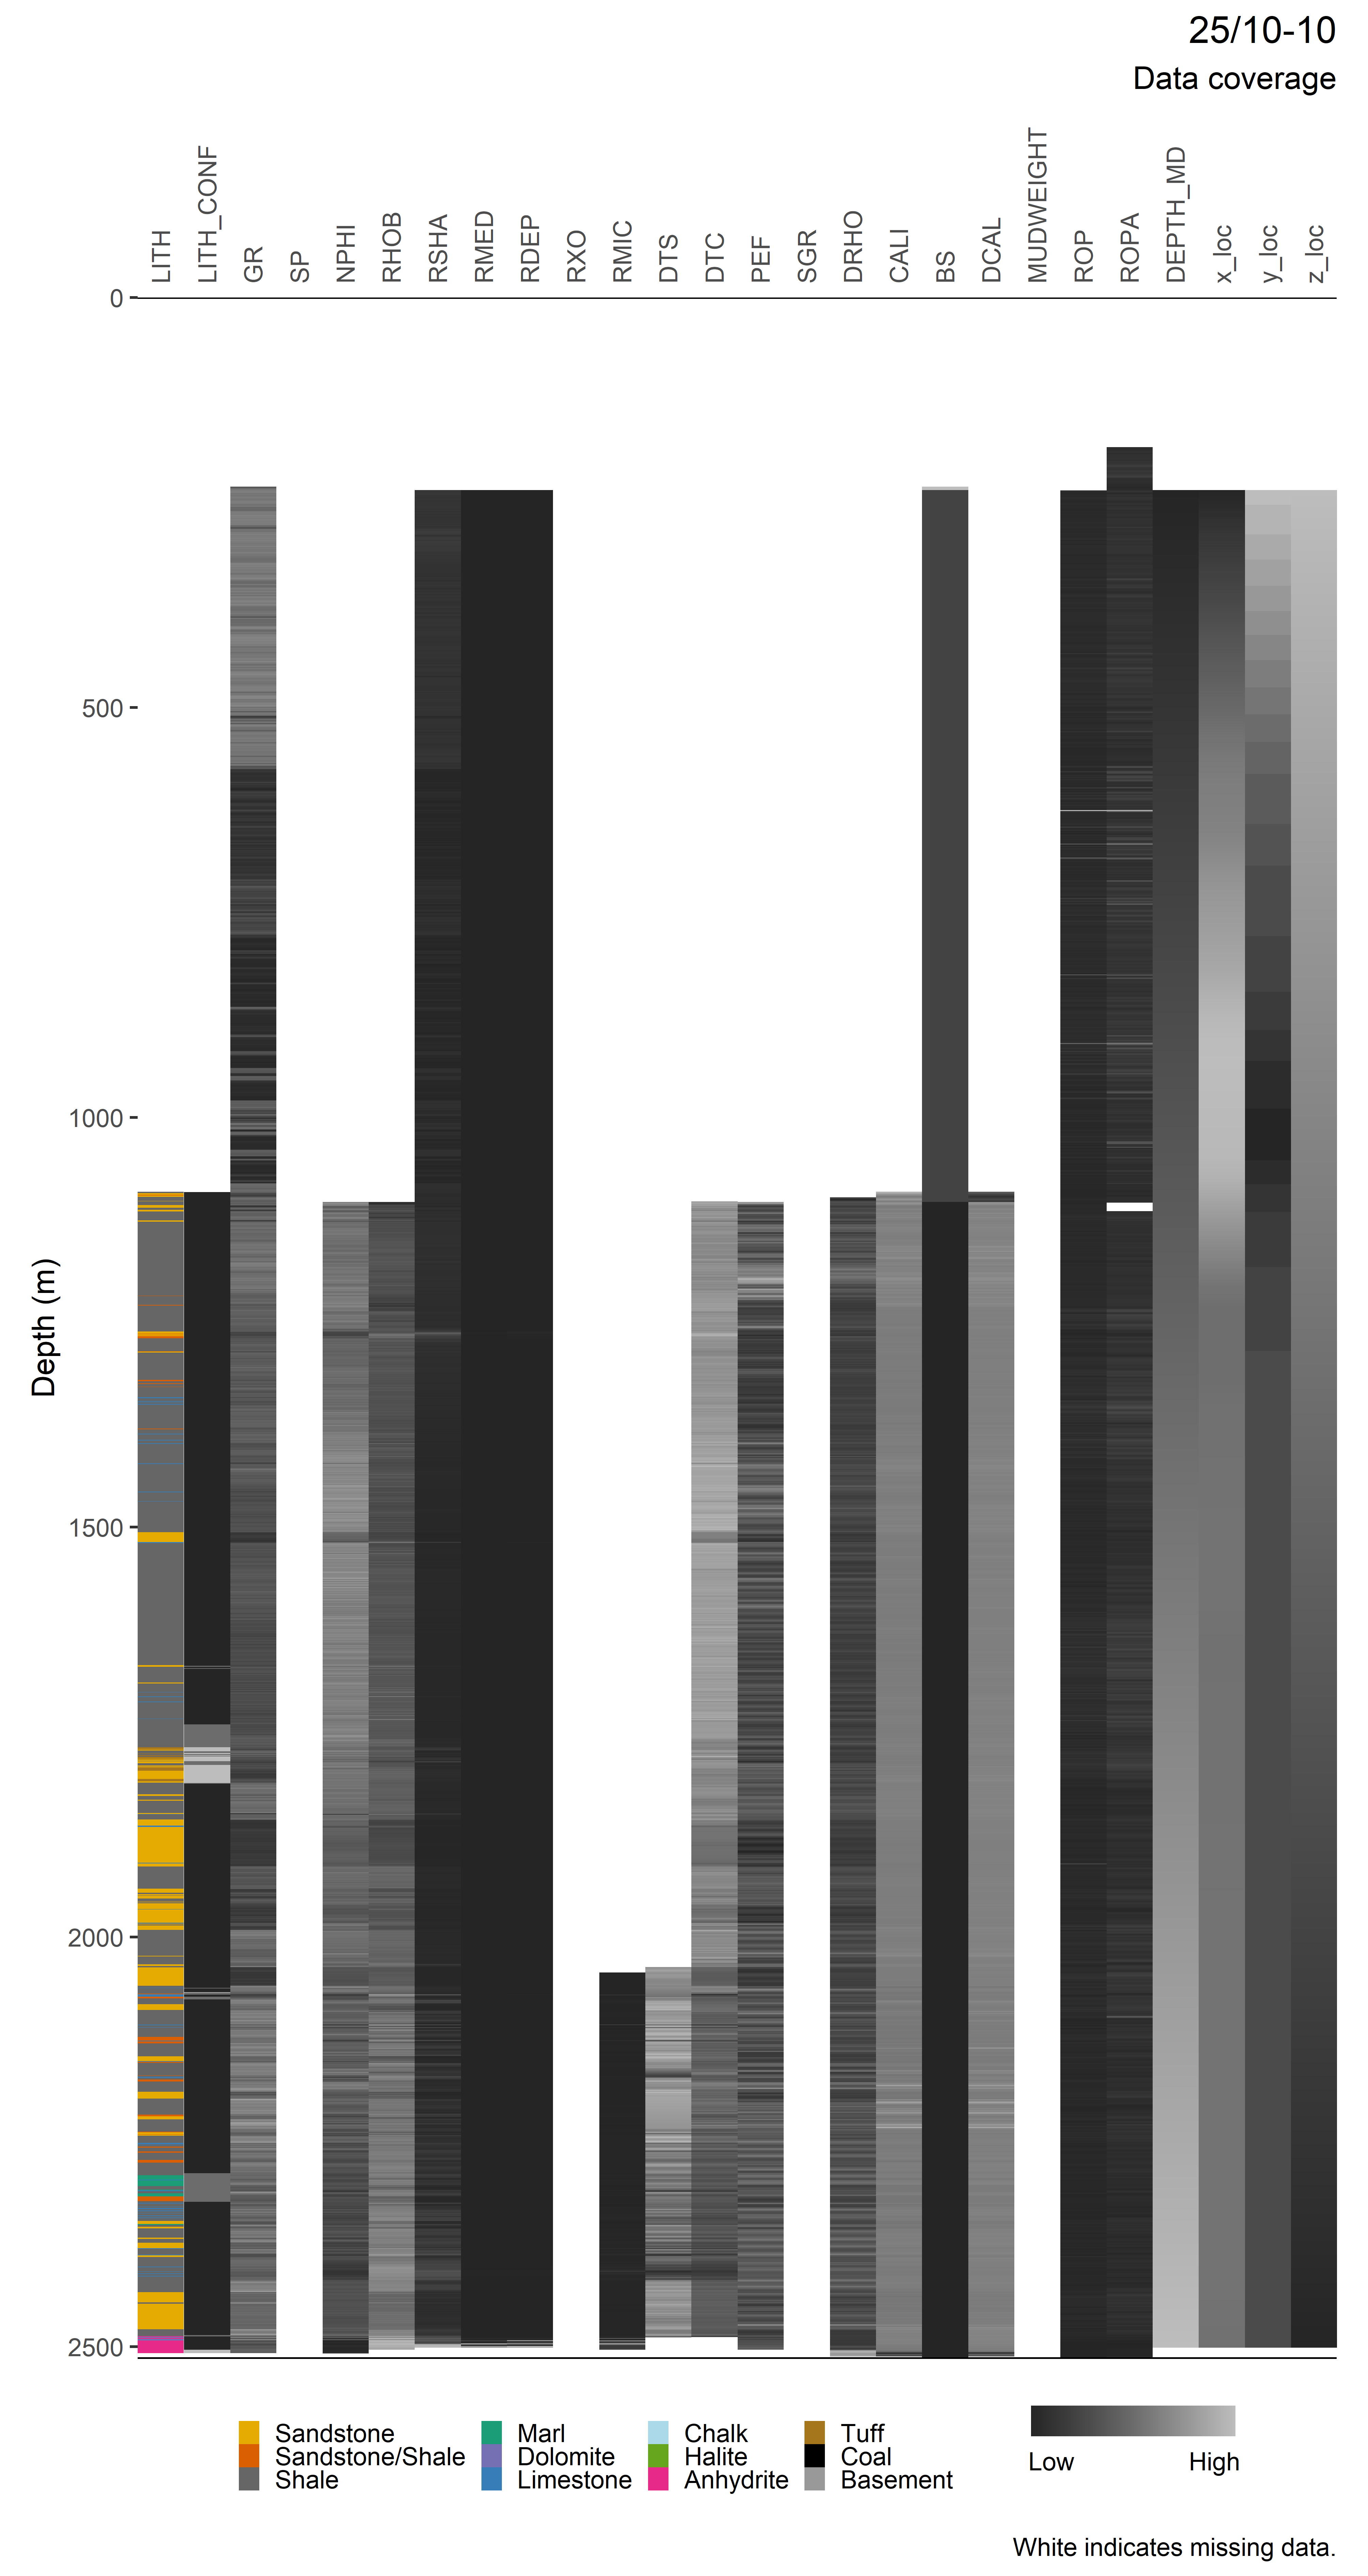 25/10-10
Data coverage
LITH
LITH_CONF
GR
SP
NPHI
RHOB
RSHA
RMED
RDEP
RXO
RMIC
DTS
DTC
PEF
SGR
DRHO
CALI
BS
DCAL
MUDWEIGHT
ROP
ROPA
DEPTH_MD
x_loc
y_loc
z_loc
0
500
1000
1500
2000
2500
Depth (m)
Sandstone
Sandstone/Shale
Shale
Marl
Dolomite
Limestone
Chalk
Halite
Anhydrite
Tuff
Coal
Basement
Low High
White indicates missing data.